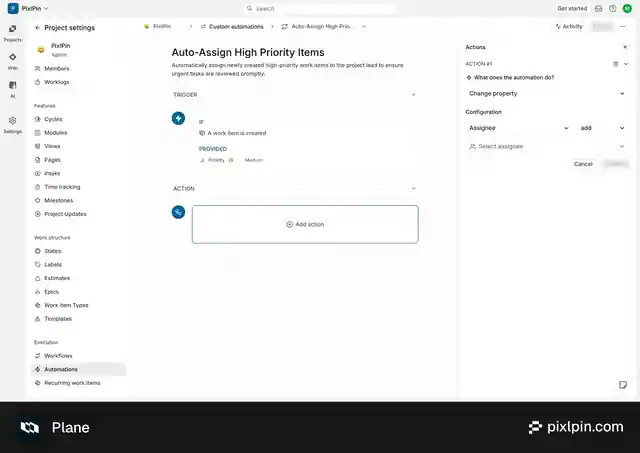 PixlPin
Search
Get started
M
Projects
Wiki
AI
Settings
Project settings
PixlPin
Admin
Members
Worklogs
Features
Cycles
Modules
Views
Pages
Intake
Time tracking
Milestones
Project Updates
Work structure
States
Labels
Estimates
Epics
Work item Types
Templates
Execution
Workflows
Automations
Recurring work items
PixlPin
Custom automations
Auto-Assign High Prio...
Activity
Auto-Assign High Priority Items
Automatically assign newly created high-priority work items to the project lead to ensure
urgent tasks are reviewed promptly.
TRIGGER
IF
A work item is created
PROVIDED
Priority is Medium
ACTION
Add action
Actions
ACTION #1
What does the automation do?
Change property
Configuration
Assignee add
Select assignee
Cancel
Plane
pixlpin.com